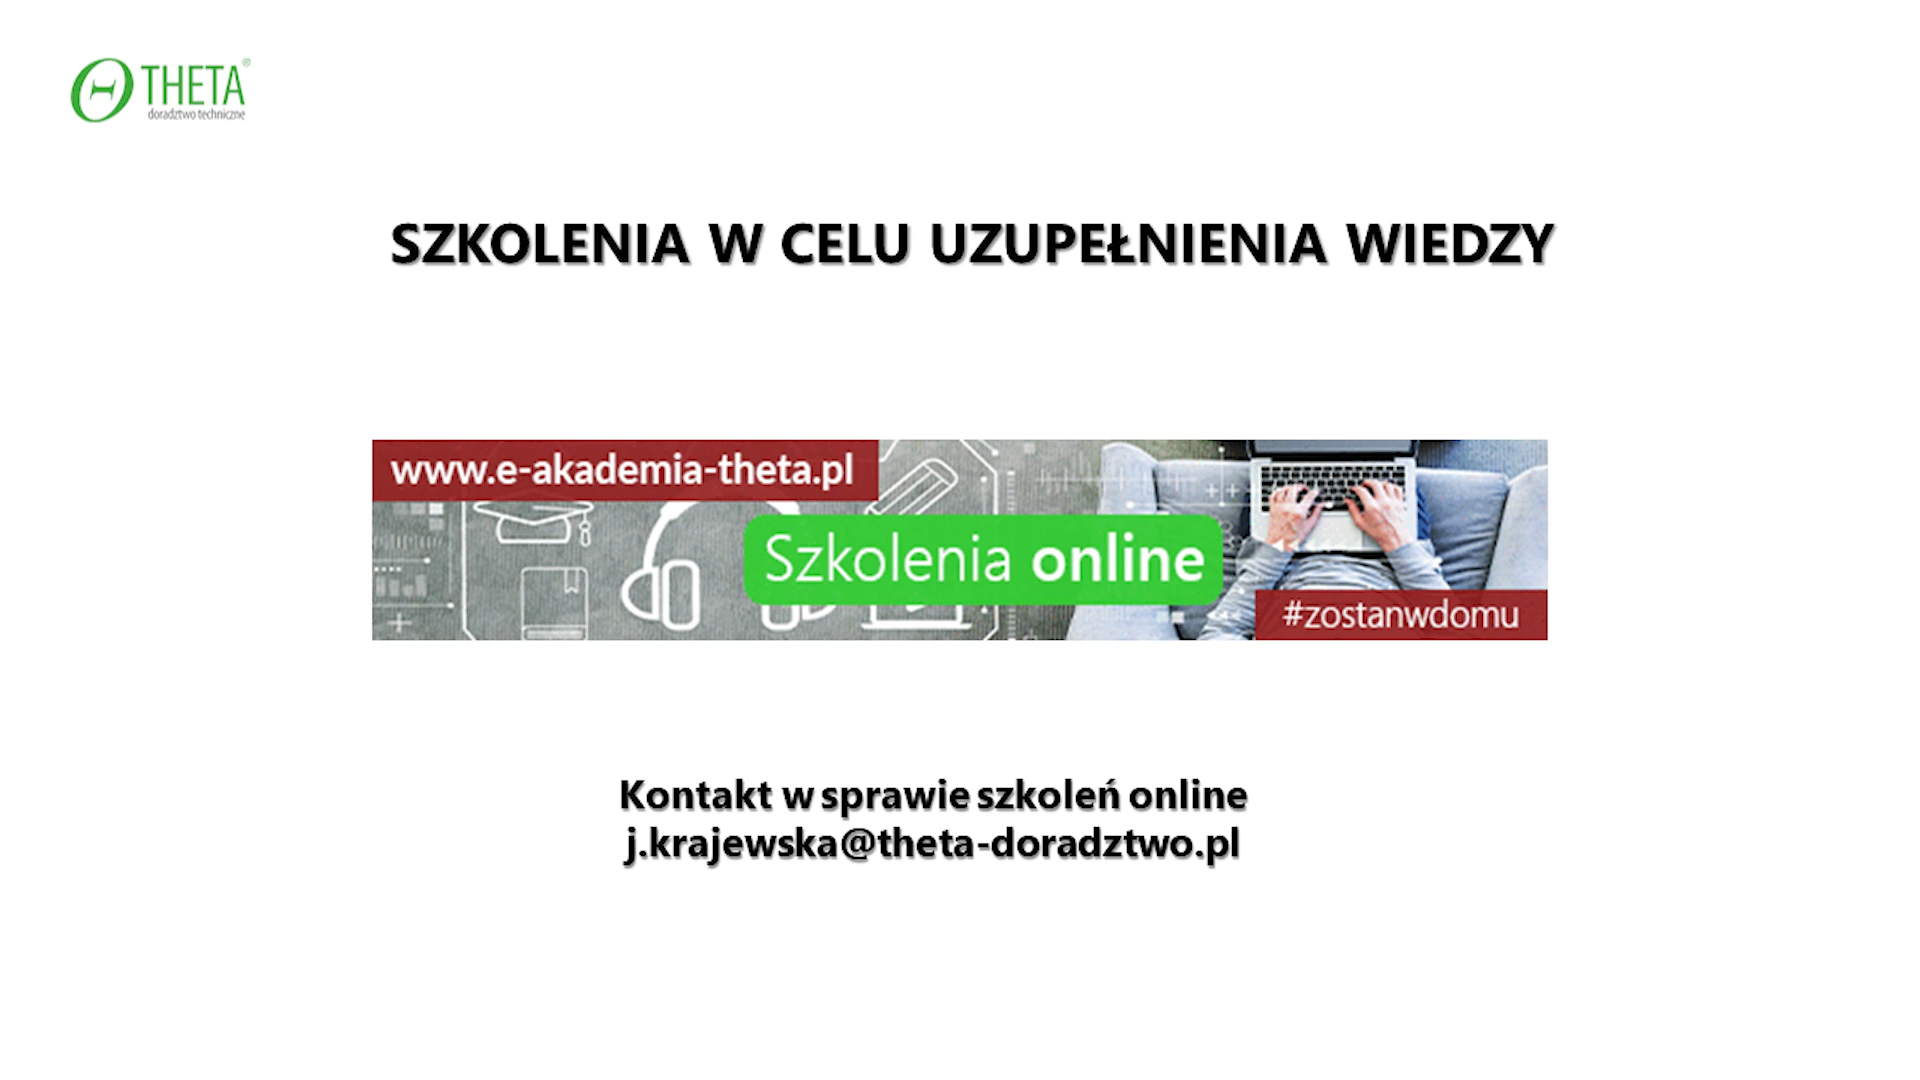 THETA®
doradztwo techniczne
SZKOLENIA W CELU UZUPEŁNIENIA WIEDZY
www.e-akademia-theta.pl
Szkolenia online
#zostanwdomu
Kontakt w sprawie szkoleń online
j.krajewska@theta-doradztwo.pl